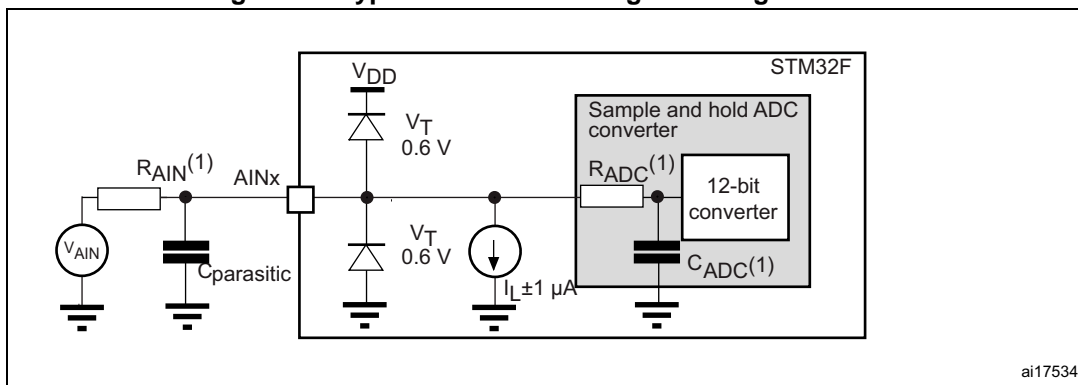 STM32F
VDD
Sample and hold ADC
converter
VT
0.6 V
RAIN(1)
AINx
RADC(1)
12-bit
converter
VAIN
Cparasitic
VT
0.6 V
IL±1 µA
CADC(1)
ai17534